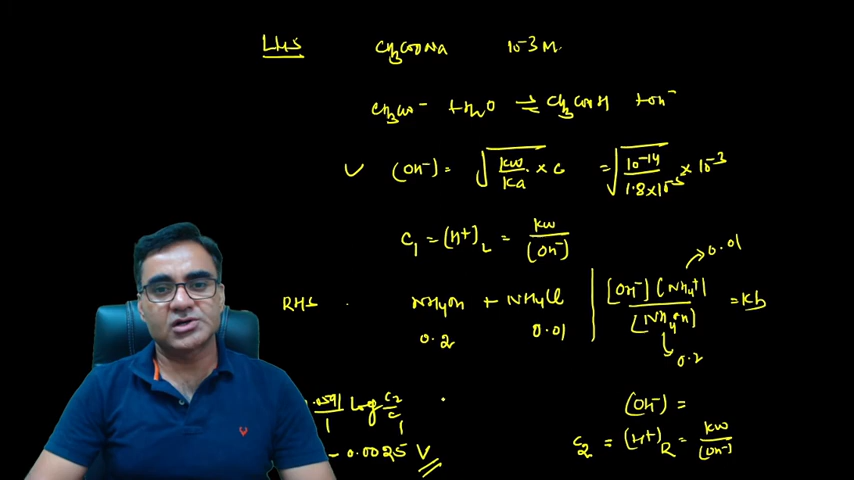 LHS CH3COONa 10-3 M.
CH3COO- + H2O ⇌ CH3COOH + OH-
✓ (OH-) = √(Kw/Ka × C) = √(10-14/1.8×10-5 × 10-3)
C1 = (H+)L = Kw/(OH-)
0.01
RHS . NH4OH + NH4Cl | [OH-](NH4+)/[NH4OH] = Kb
0.2 0.01
0.2
.0591/1 log C2/C1
(OH-) =
- 0.0025 V
C2 = (H+)R = Kw/(OH-)